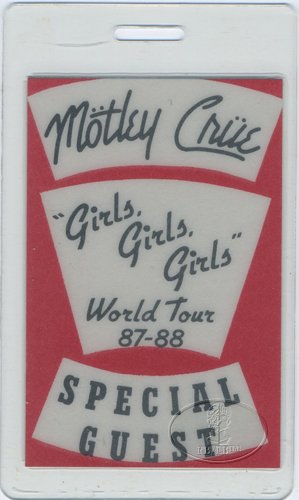 Mötley Crüe
"Girls,
Girls,
Girls"
World Tour
87-88
SPECIAL
GUEST